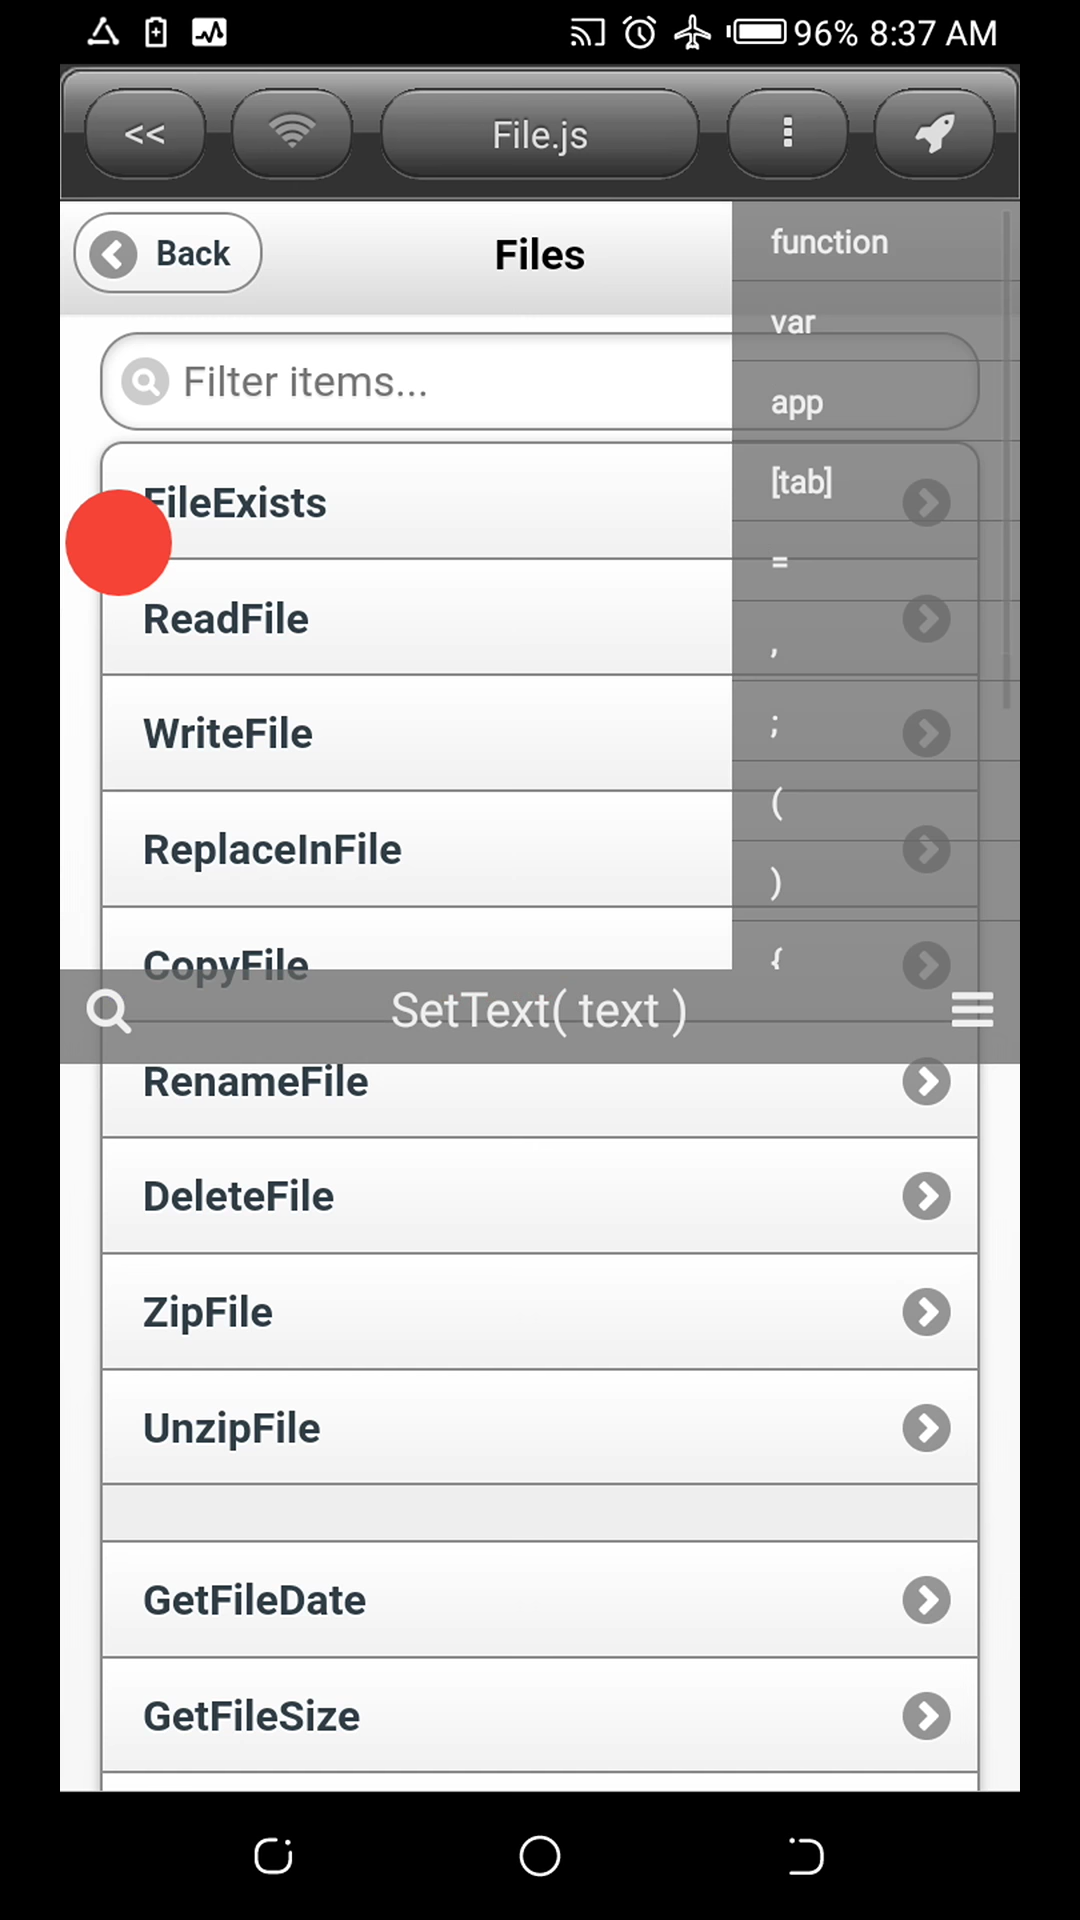 96% 8:37 AM
<< File.js
Back Files
Filter items...
function
var
app
[tab]
=
,
;
(
)
{
FileExists
ReadFile
WriteFile
ReplaceInFile
CopyFile
SetText( text )
RenameFile
DeleteFile
ZipFile
UnzipFile
GetFileDate
GetFileSize